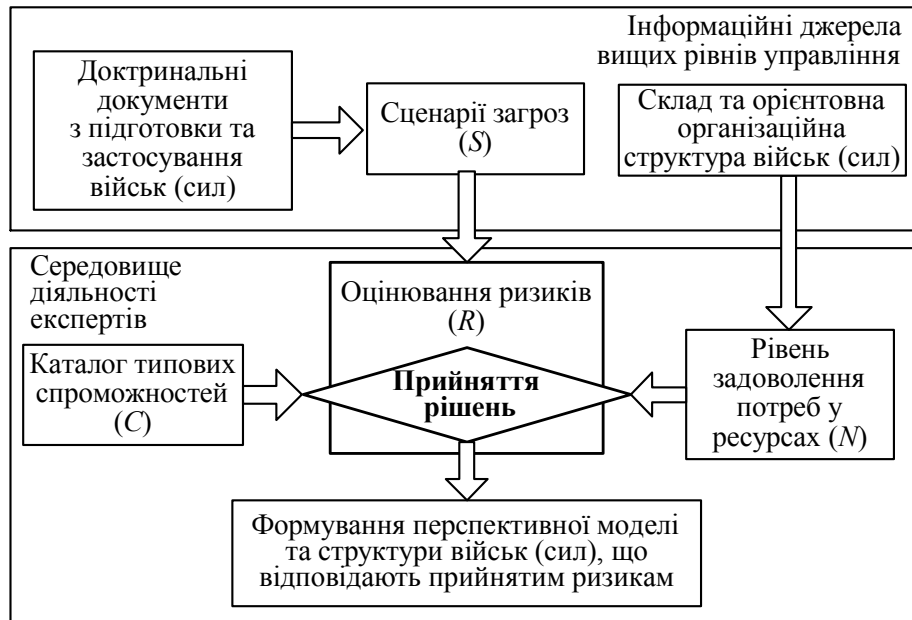 Інформаційні джерела
вищих рівнів управління
Доктринальні
документи
з підготовки та
застосування
військ (сил)
Сценарії загроз
(S)
Склад та орієнтовна
організаційна
структура військ (сил)
Середовище
діяльності
експертів
Оцінювання ризиків
(R)
Каталог типових
спроможностей
(C)
Прийняття
рішень
Рівень
задоволення
потреб у
ресурсах (N)
Формування перспективної моделі
та структури військ (сил), що
відповідають прийнятим ризикам